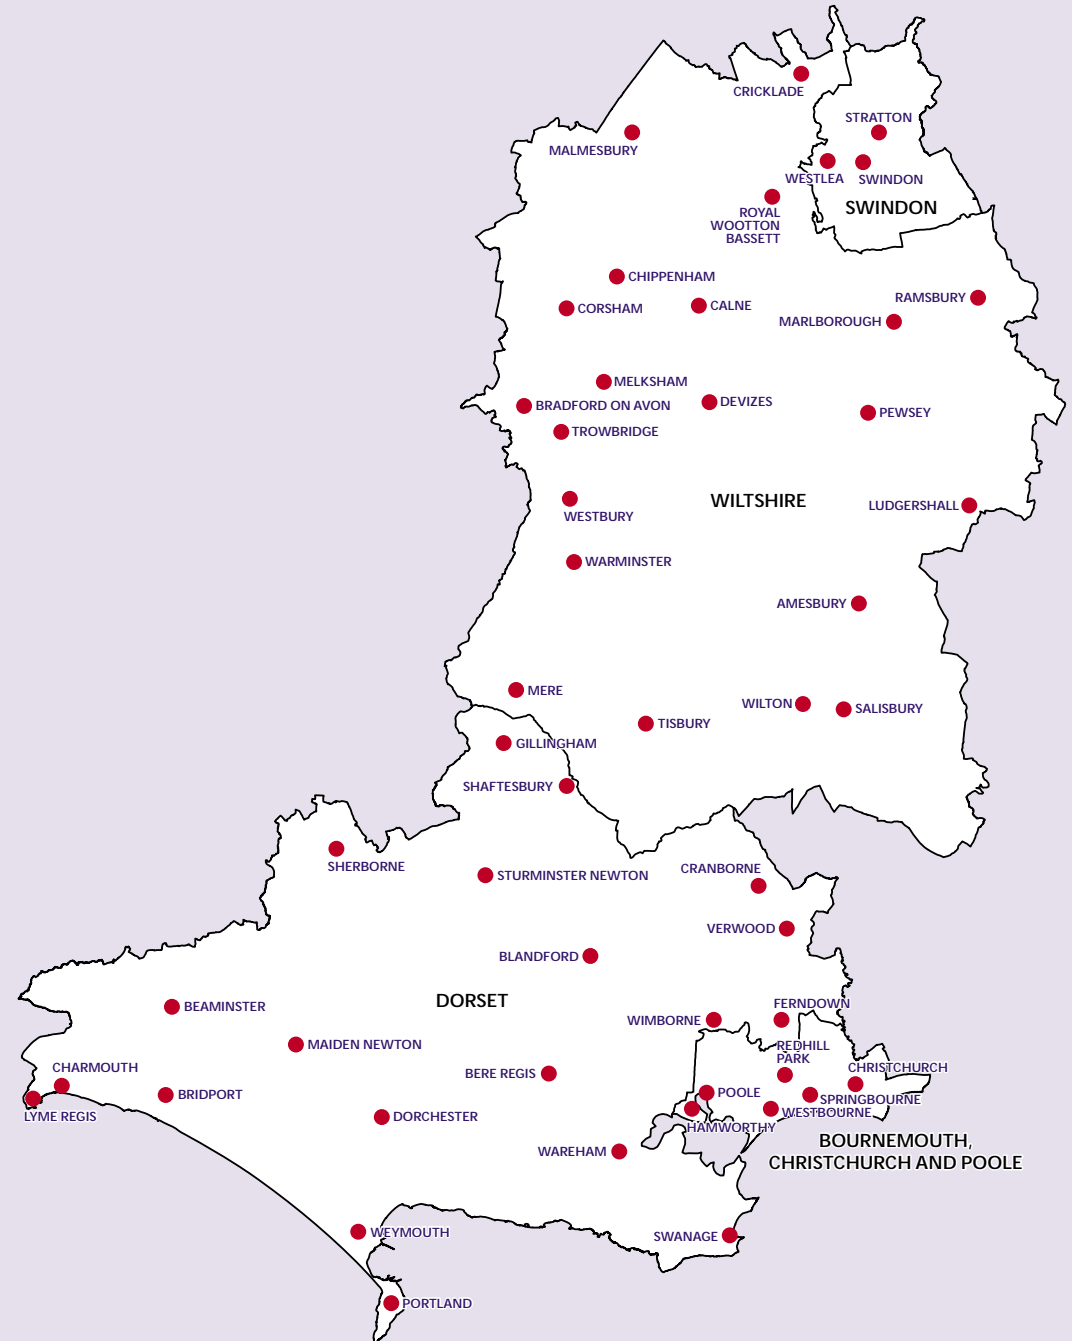 CRICKLADE
STRATTON
MALMESBURY
WESTLEA
SWINDON
SWINDON
ROYAL
WOOTTON
BASSETT
CHIPPENHAM
RAMSBURY
CORSHAM
CALNE
MARLBOROUGH
MELKSHAM
BRADFORD ON AVON
DEVIZES
PEWSEY
TROWBRIDGE
WILTSHIRE
LUDGERSHALL
WESTBURY
WARMINSTER
AMESBURY
MERE
WILTON
SALISBURY
TISBURY
GILLINGHAM
SHAFTESBURY
SHERBORNE
CRANBORNE
STURMINSTER NEWTON
VERWOOD
BLANDFORD
DORSET
BEAMINSTER
FERNDOWN
WIMBORNE
MAIDEN NEWTON
REDHILL
PARK
CHARMOUTH
BERE REGIS
CHRISTCHURCH
BRIDPORT
POOLE
SPRINGBOURNE
LYME REGIS
DORCHESTER
WESTBOURNE
HAMWORTHY
BOURNEMOUTH,
CHRISTCHURCH AND POOLE
WAREHAM
WEYMOUTH
SWANAGE
PORTLAND